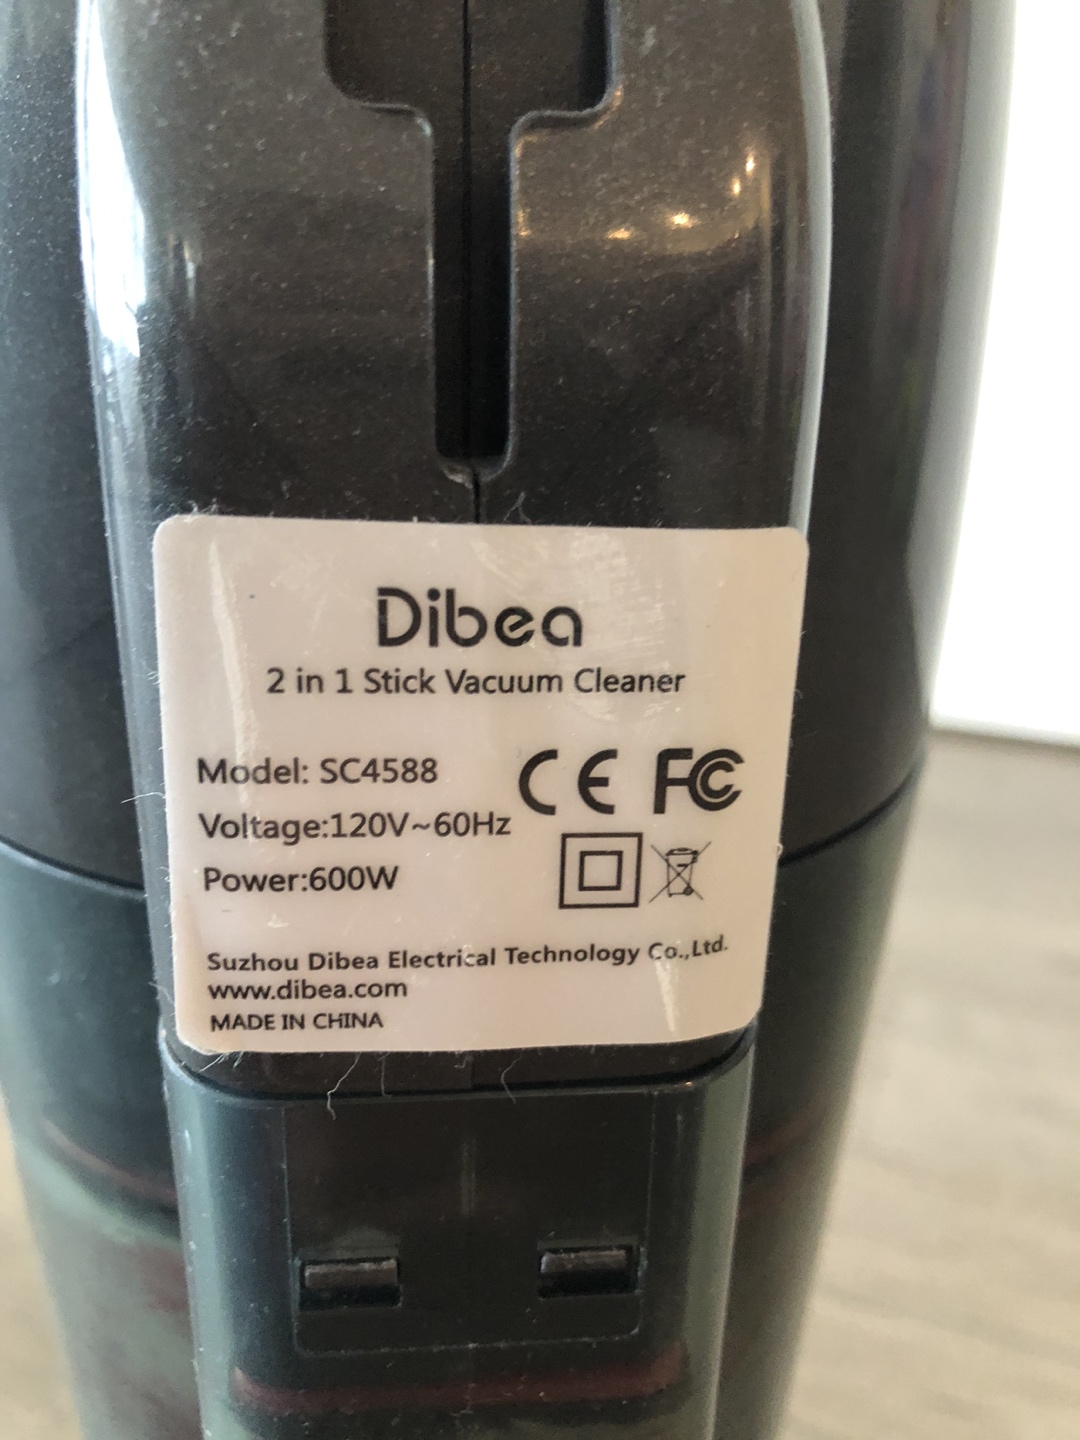 Dibea
2 in 1 Stick Vacuum Cleaner
Model: SC4588
CE FC
Voltage:120V~60Hz
Power:600W
Suzhou Dibea Electrical Technology Co.,Ltd.
www.dibea.com
MADE IN CHINA